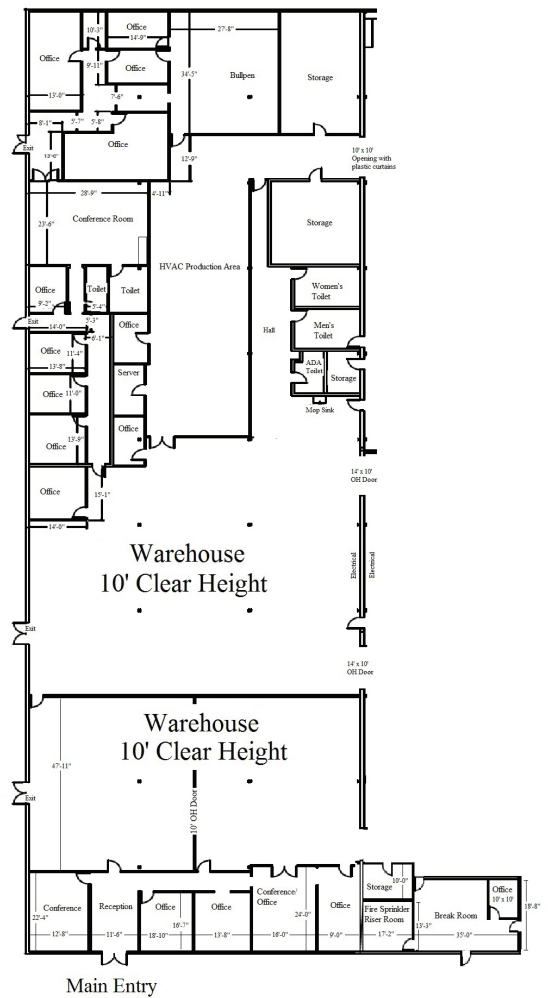 10'-3"
Office
14'-9"
27'-8"
Office
9'-11"
Office
34'-5"
Bullpen
Storage
13'-0"
7'-6"
8'-1"
5'-7"
5'-8"
Exit
Office
13'-6"
12'-9"
10' x 10'
Opening with
plastic curtains
28'-9"
4'-11"
23'-6"
Conference Room
Storage
HVAC Production Area
Office
Toilet
Toilet
Women's
Toilet
9'-2"
5'-4"
Exit
14'-0"
5'-3"
6'-1"
Office
Hall
Men's
Toilet
Office
11'-4"
13'-8"
Server
ADA
Toilet
Storage
Office
11'-0"
Mop Sink
Office
13'-9"
Office
14' x 10'
OH Door
Office
15'-1"
14'-0"
Warehouse
10' Clear Height
Electrical
Electrical
Exit
14' x 10'
OH Door
Warehouse
10' Clear Height
47'-11"
Exit
10' OH Door
Storage
10'-0"
Conference
22'-4"
12'-8"
Reception
11'-6"
Office
16'-7"
18'-10"
Office
13'-8"
Conference/
Office
24'-0"
16'-0"
Office
9'-0"
Fire Sprinkler
Riser Room
17'-2"
13'-3"
Break Room
35'-0"
Office
10' x 10'
18'-8"
Main Entry